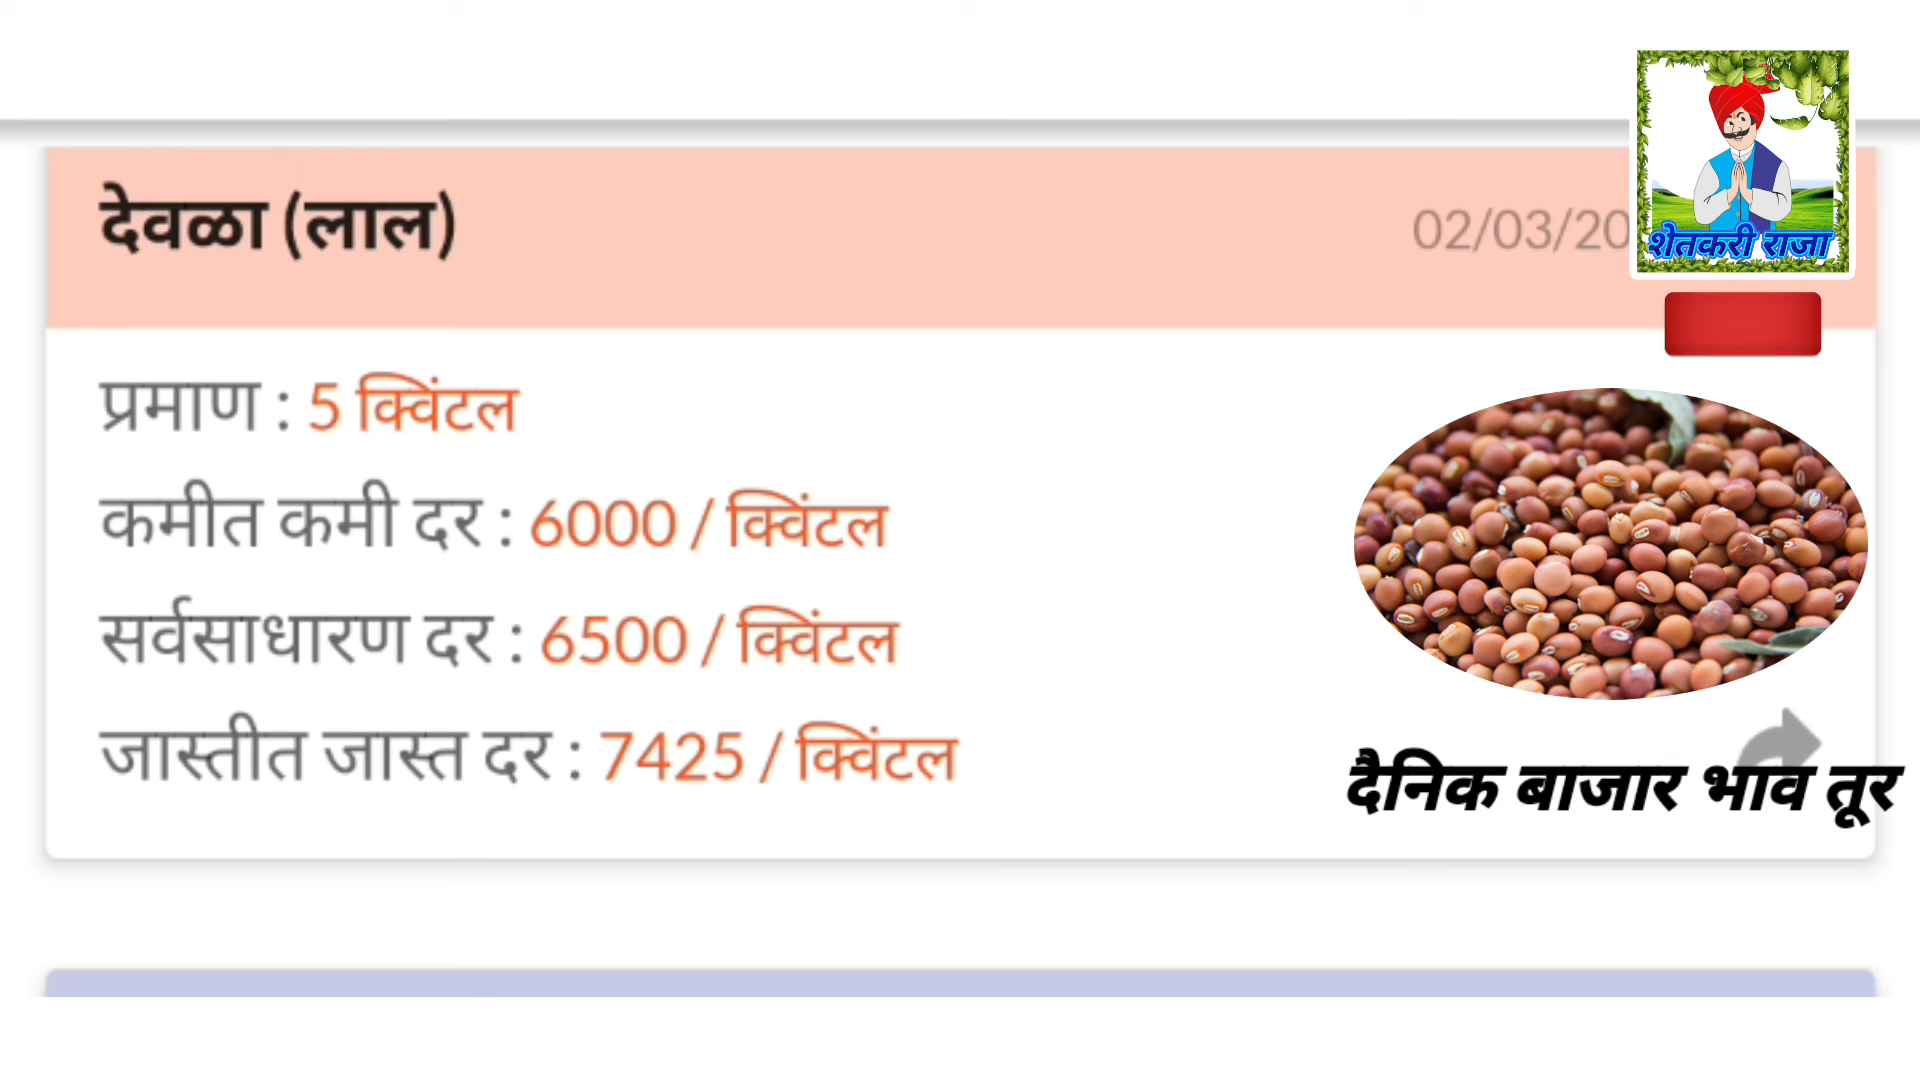 देवळा (लाल)
02/03/20
शेतकरी राजा
प्रमाण : 5 क्विंटल
कमीत कमी दर : 6000 / क्विंटल
सर्वसाधारण दर : 6500 / क्विंटल
जास्तीत जास्त दर : 7425 / क्विंटल
दैनिक बाजार भाव तूर